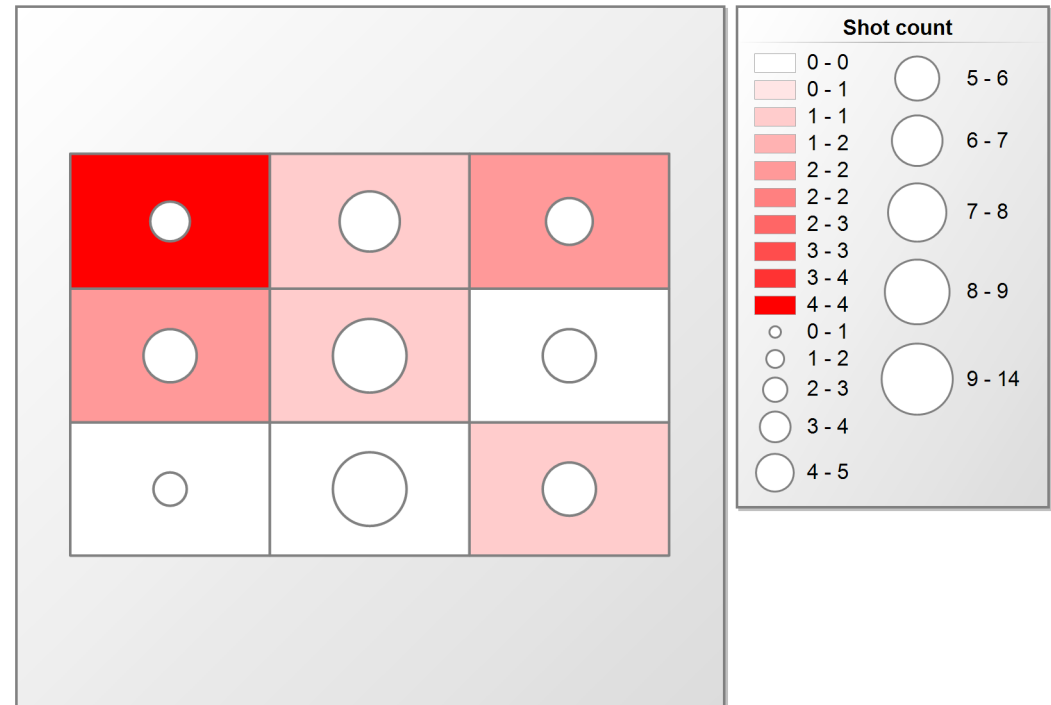 Shot count
0 - 0
0 - 1
1 - 1
1 - 2
2 - 2
2 - 2
2 - 3
3 - 3
3 - 4
4 - 4
0 - 1
1 - 2
2 - 3
3 - 4
4 - 5
5 - 6
6 - 7
7 - 8
8 - 9
9 - 14